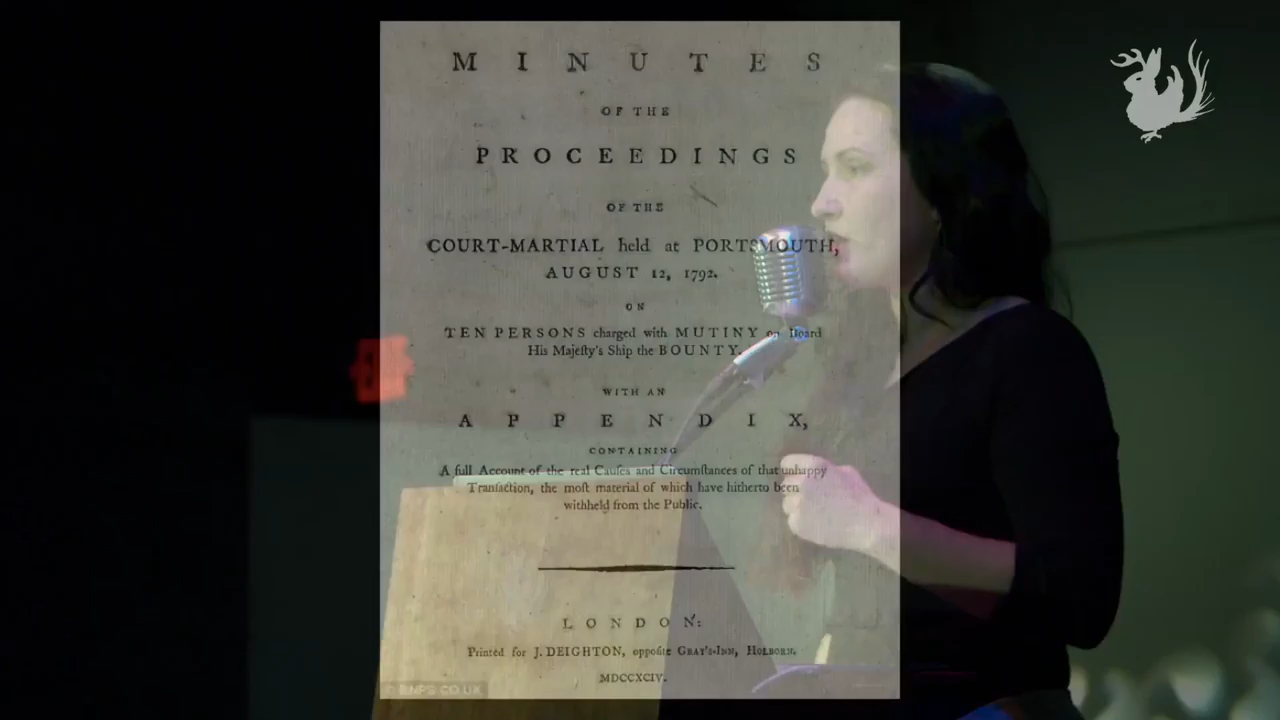 MINUTES
OF THE
PROCEEDINGS
OF THE
COURT-MARTIAL held at PORTSMOUTH,
AUGUST 12, 1792.
ON
TEN PERSONS charged with MUTINY on Board
His Majeſty's Ship the BOUNTY.
WITH AN
APPENDIX,
CONTAINING
A full Account of the real Cauſes and Circumſtances of that unhappy
Tranſaction, the moſt material of which have hitherto been
withheld from the Public.
LONDON:
Printed for J. DEIGHTON, oppoſite GRAY'S-INN, HOLBORN.
MDCCXCIV.
© BNPS.CO.UK